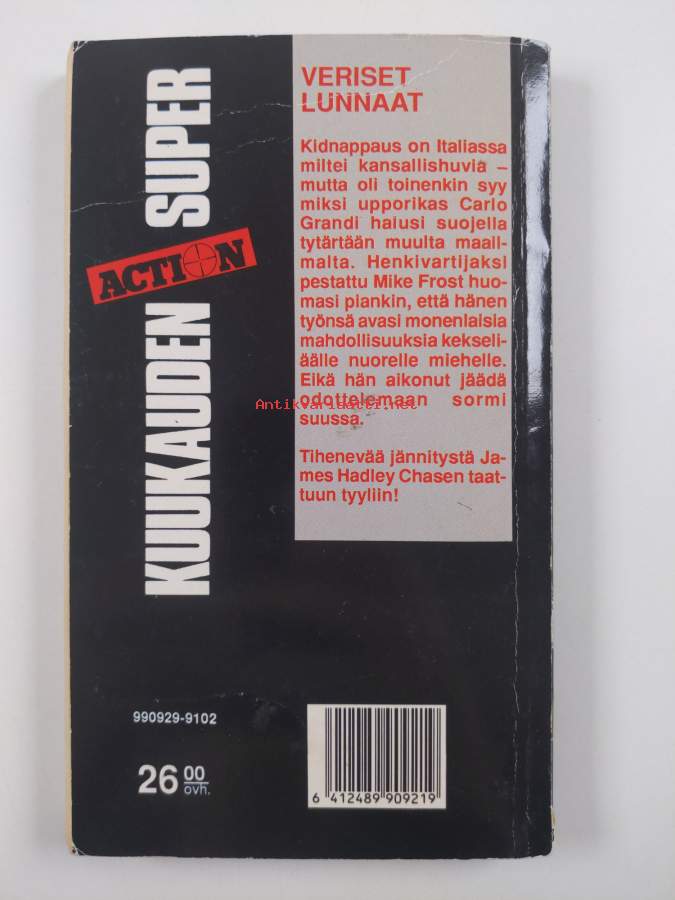 KUUKAUDEN SUPER
ACTION
VERISET
LUNNAAT
Kidnappaus on Italiassa
miltei kansallishuvia –
mutta oli toinenkin syy
miksi upporikas Carlo
Grandi halusi suojella
tytärtään muulta maail-
malta. Henkivartijaksi
pestattu Mike Frost huo-
masi piankin, että hänen
työnsä avasi monenlaisia
mahdollisuuksia kekseli-
äälle nuorelle miehelle.
Eikä hän aikonut jäädä
odottelemaan sormi
suussa.
Antikvariaatti.net
Tihenevää jännitystä Ja-
mes Hadley Chasen taat-
tuun tyyliin!
990929-9102
26 00
ovh.
6 412489 909219